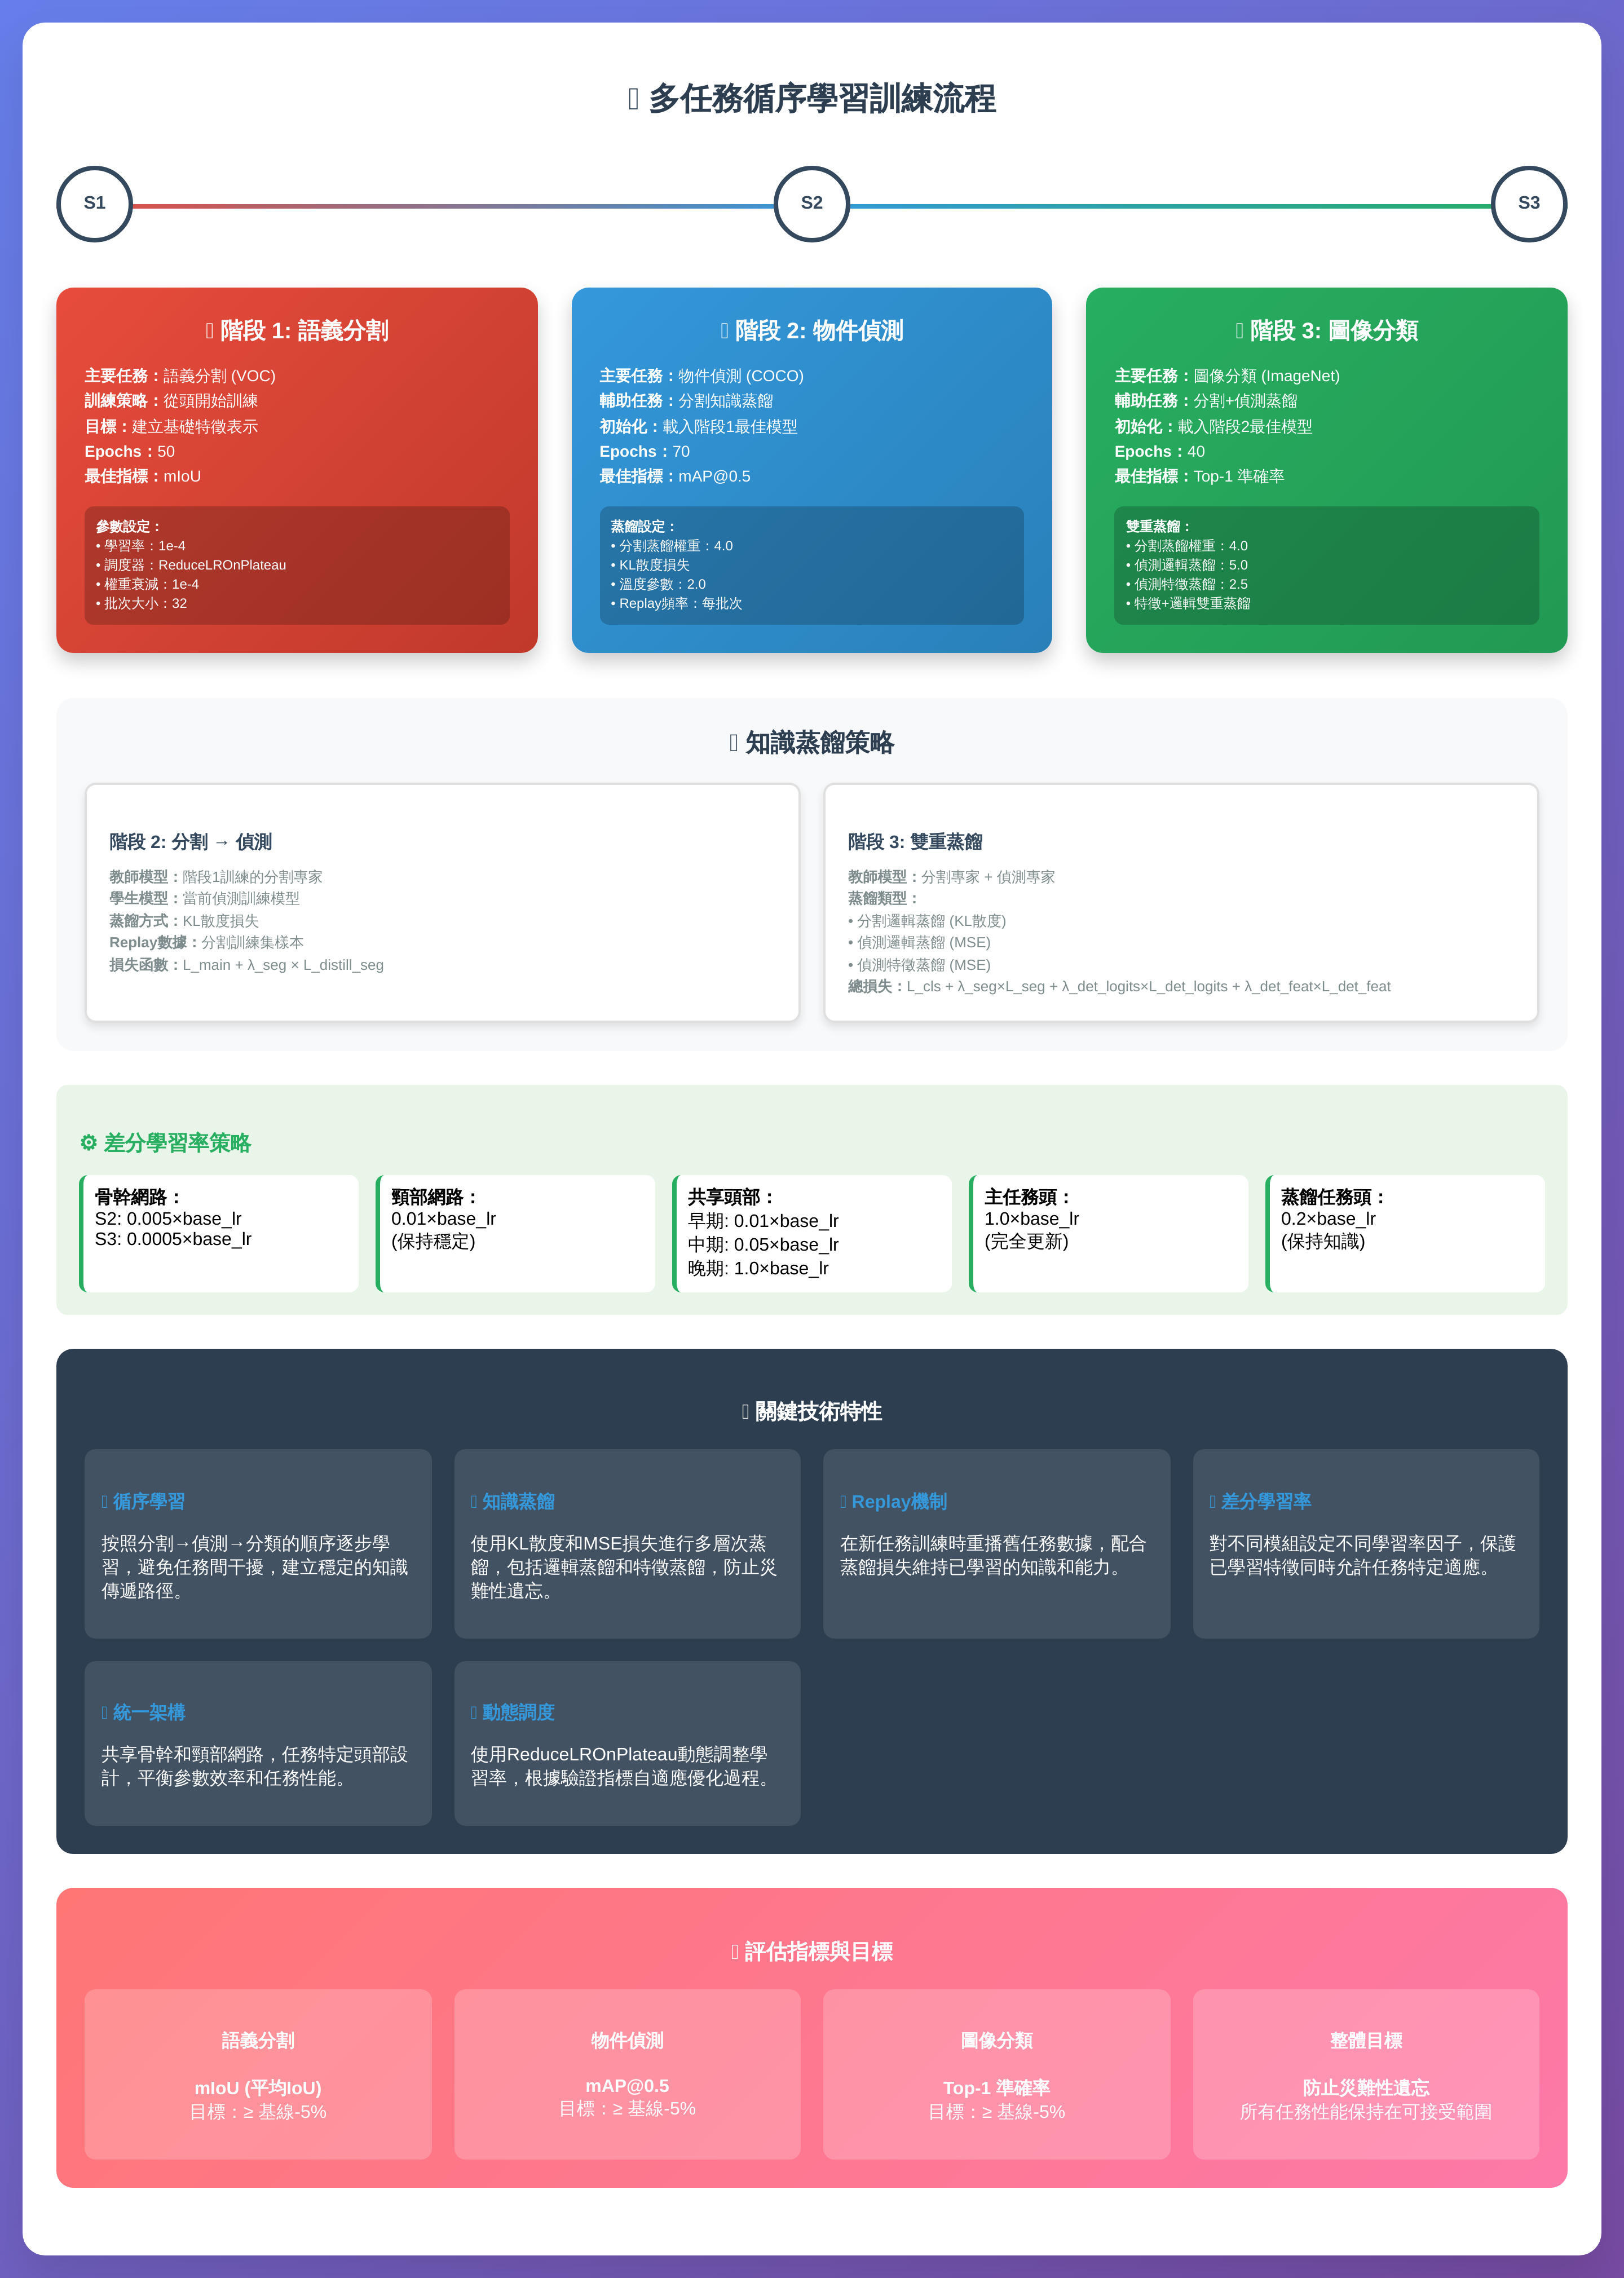 多任務循序學習訓練流程
S1
S2
S3
階段 1: 語義分割
主要任務：語義分割 (VOC)
訓練策略：從頭開始訓練
目標：建立基礎特徵表示
Epochs：50
最佳指標：mIoU
參數設定：
• 學習率：1e-4
• 調度器：ReduceLROnPlateau
• 權重衰減：1e-4
• 批次大小：32
階段 2: 物件偵測
主要任務：物件偵測 (COCO)
輔助任務：分割知識蒸餾
初始化：載入階段1最佳模型
Epochs：70
最佳指標：mAP@0.5
蒸餾設定：
• 分割蒸餾權重：4.0
• KL散度損失
• 溫度參數：2.0
• Replay頻率：每批次
階段 3: 圖像分類
主要任務：圖像分類 (ImageNet)
輔助任務：分割+偵測蒸餾
初始化：載入階段2最佳模型
Epochs：40
最佳指標：Top-1 準確率
雙重蒸餾：
• 分割蒸餾權重：4.0
• 偵測邏輯蒸餾：5.0
• 偵測特徵蒸餾：2.5
• 特徵+邏輯雙重蒸餾
知識蒸餾策略
階段 2: 分割 → 偵測
教師模型：階段1訓練的分割專家
學生模型：當前偵測訓練模型
蒸餾方式：KL散度損失
Replay數據：分割訓練集樣本
損失函數：L_main + λ_seg × L_distill_seg
階段 3: 雙重蒸餾
教師模型：分割專家 + 偵測專家
蒸餾類型：
• 分割邏輯蒸餾 (KL散度)
• 偵測邏輯蒸餾 (MSE)
• 偵測特徵蒸餾 (MSE)
總損失：L_cls + λ_seg×L_seg + λ_det_logits×L_det_logits + λ_det_feat×L_det_feat
⚙ 差分學習率策略
骨幹網路：
S2: 0.005×base_lr
S3: 0.0005×base_lr
頸部網路：
0.01×base_lr
(保持穩定)
共享頭部：
早期: 0.01×base_lr
中期: 0.05×base_lr
晚期: 1.0×base_lr
主任務頭：
1.0×base_lr
(完全更新)
蒸餾任務頭：
0.2×base_lr
(保持知識)
關鍵技術特性
循序學習
按照分割→偵測→分類的順序逐步學
習，避免任務間干擾，建立穩定的知識
傳遞路徑。
知識蒸餾
使用KL散度和MSE損失進行多層次蒸
餾，包括邏輯蒸餾和特徵蒸餾，防止災
難性遺忘。
Replay機制
在新任務訓練時重播舊任務數據，配合
蒸餾損失維持已學習的知識和能力。
差分學習率
對不同模組設定不同學習率因子，保護
已學習特徵同時允許任務特定適應。
統一架構
共享骨幹和頸部網路，任務特定頭部設
計，平衡參數效率和任務性能。
動態調度
使用ReduceLROnPlateau動態調整學
習率，根據驗證指標自適應優化過程。
評估指標與目標
語義分割
mIoU (平均IoU)
目標：≥ 基線-5%
物件偵測
mAP@0.5
目標：≥ 基線-5%
圖像分類
Top-1 準確率
目標：≥ 基線-5%
整體目標
防止災難性遺忘
所有任務性能保持在可接受範圍